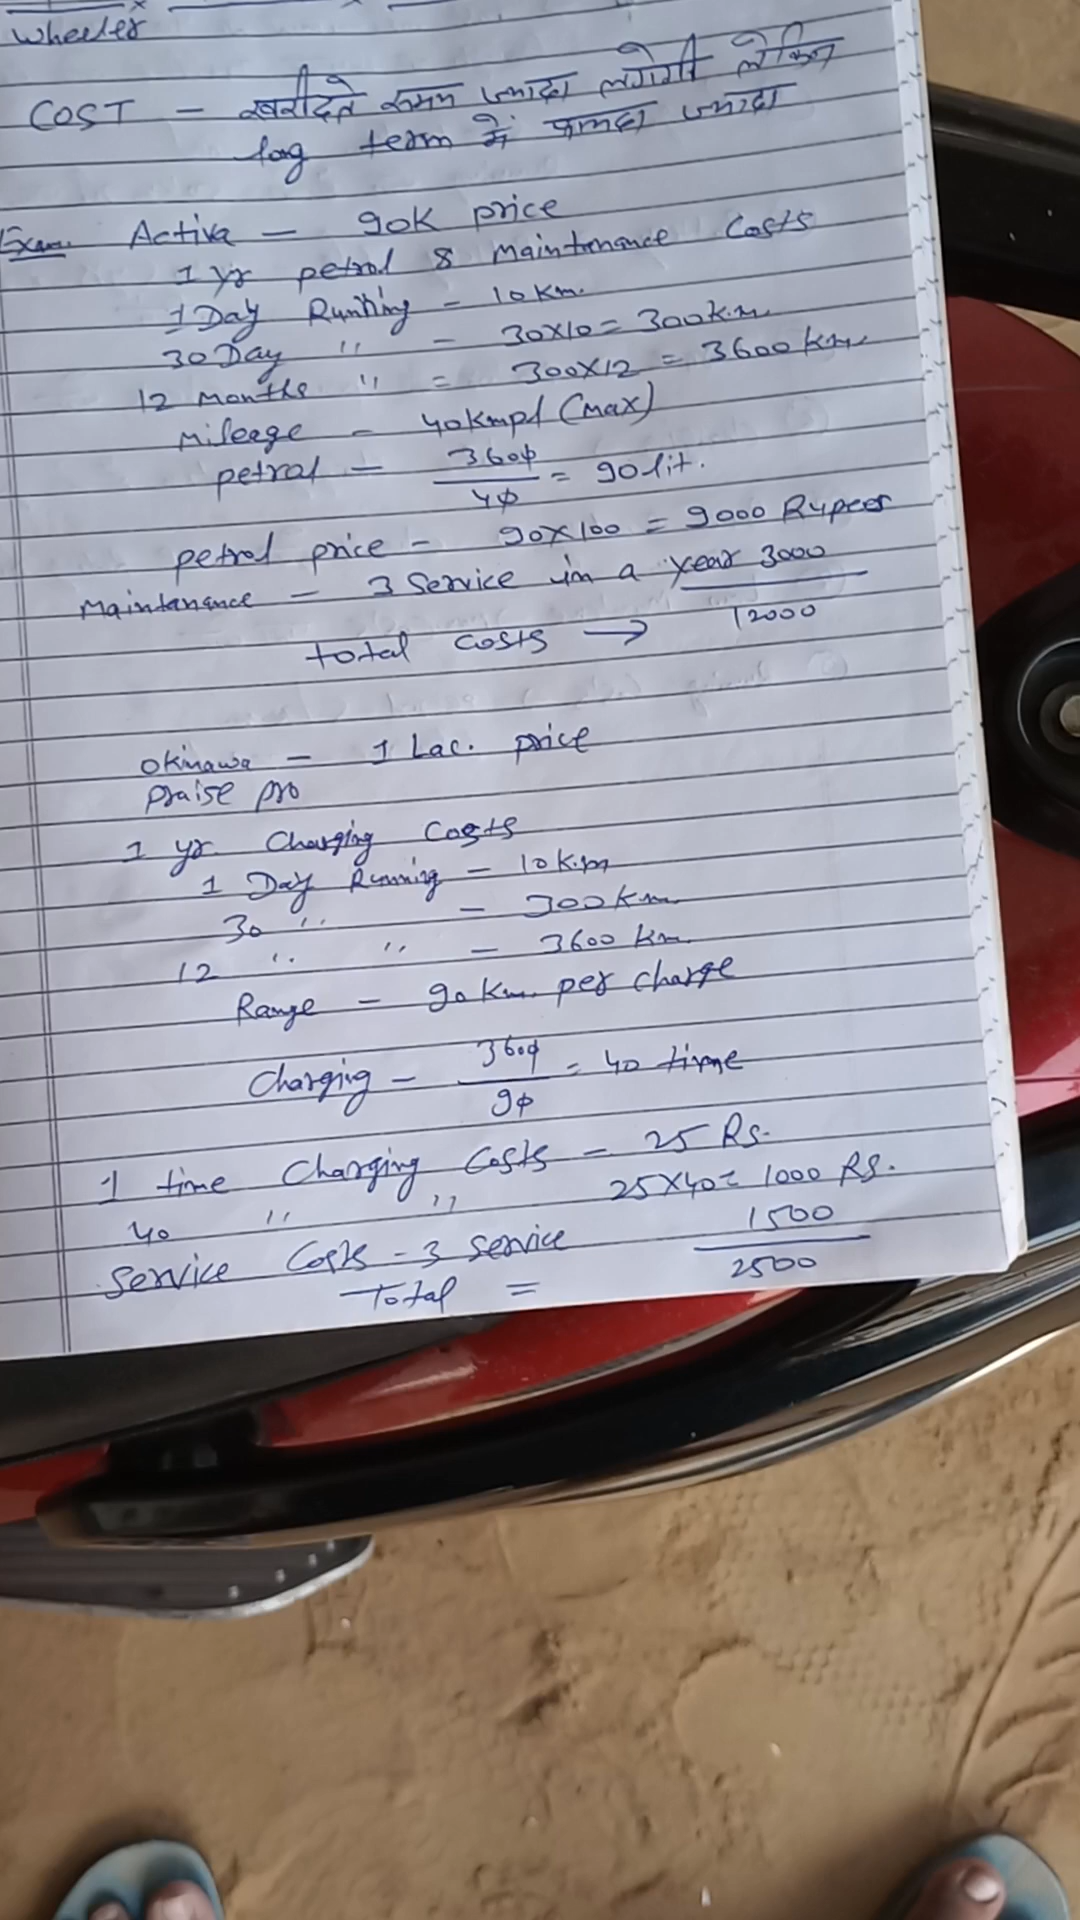 wheeler
COST - खरीदते समय ज्यादा लगेगी लेकिन
long term में फायदा ज्यादा
Exam. Activa - 90K price
1 yr petrol & Maintenance Costs
1 Day Running - 10 Km.
30 Day " - 30x10 = 300k.m.
12 Months " = 300x12 = 3600 km.
Mileage - 40kmpl (Max)
petral - 3600/40 = 90 lit.
petrol price - 90x100 = 9000 Rupees
Maintanance - 3 Service in a year 3000
total costs → 12000
Okinawa - 1 Lac. price
praise pro
1 yr. Charging Costs
1 Day Running - 10 k.m
30 " - 300 km
12 " " - 3600 km.
Range - 90 Km. per charge
Charging - 3600/90 = 40 time
1 time Charging Costs - 25 Rs.
40 " " 25x40= 1000 RS.
Service Costs - 3 service 1500
Total = 2500